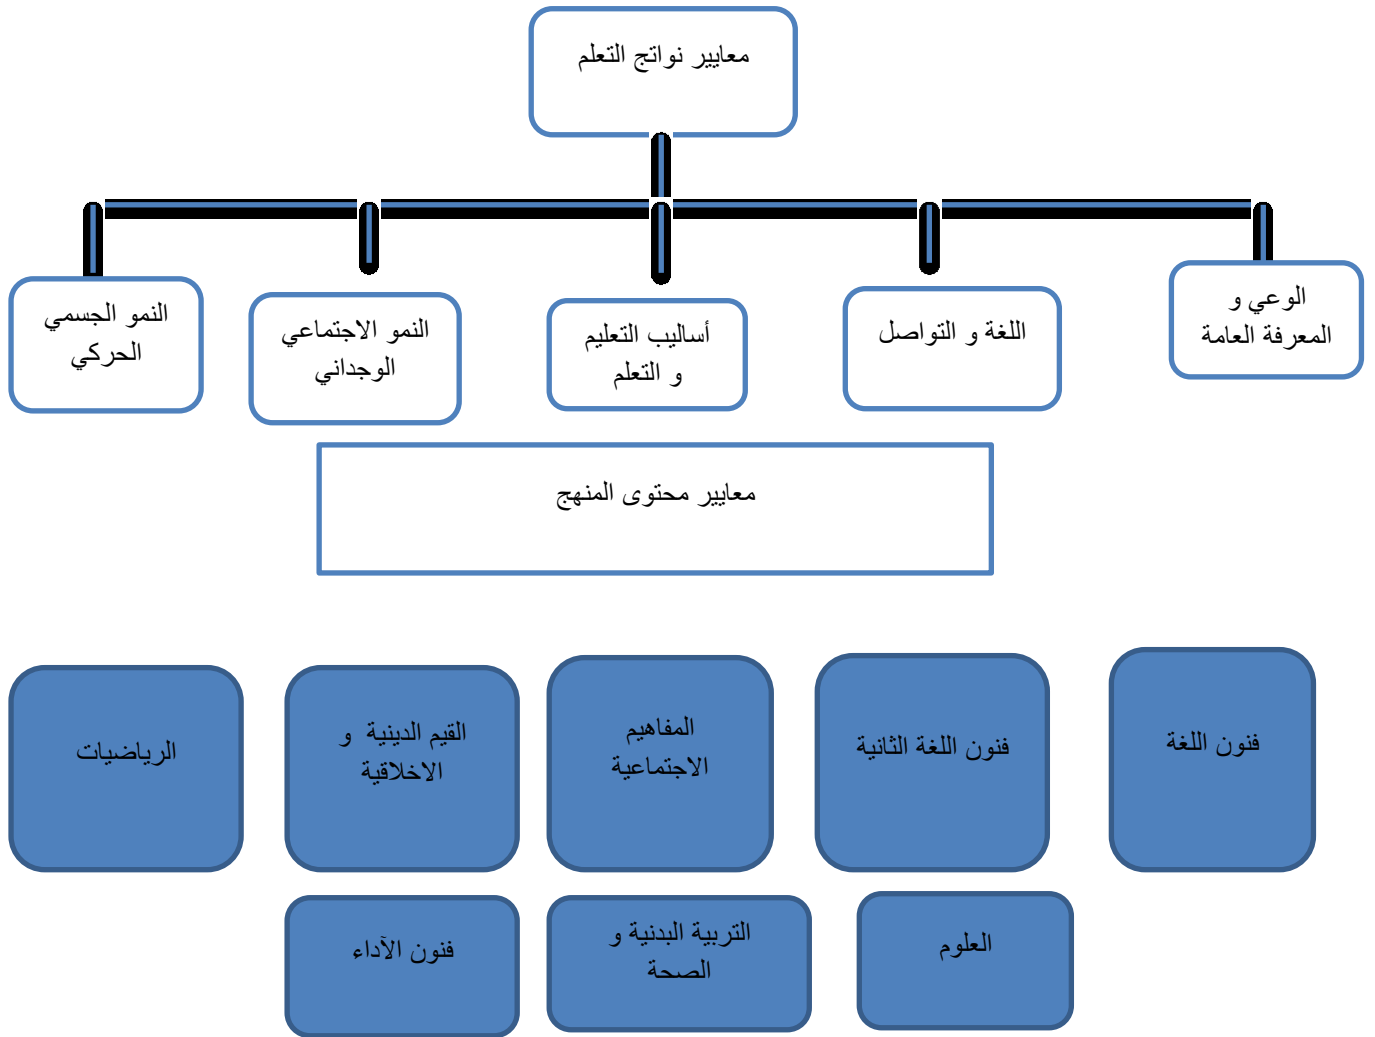 معايير نواتج التعلم
الوعي و
المعرفة العامة
اللغة و التواصل
أساليب التعليم
و التعلم
النمو الاجتماعي
الوجداني
النمو الجسمي
الحركي
معايير محتوى المنهج
فنون اللغة
فنون اللغة الثانية
المفاهيم
الاجتماعية
القيم الدينية و
الاخلاقية
الرياضيات
العلوم
التربية البدنية و
الصحة
فنون الآداء